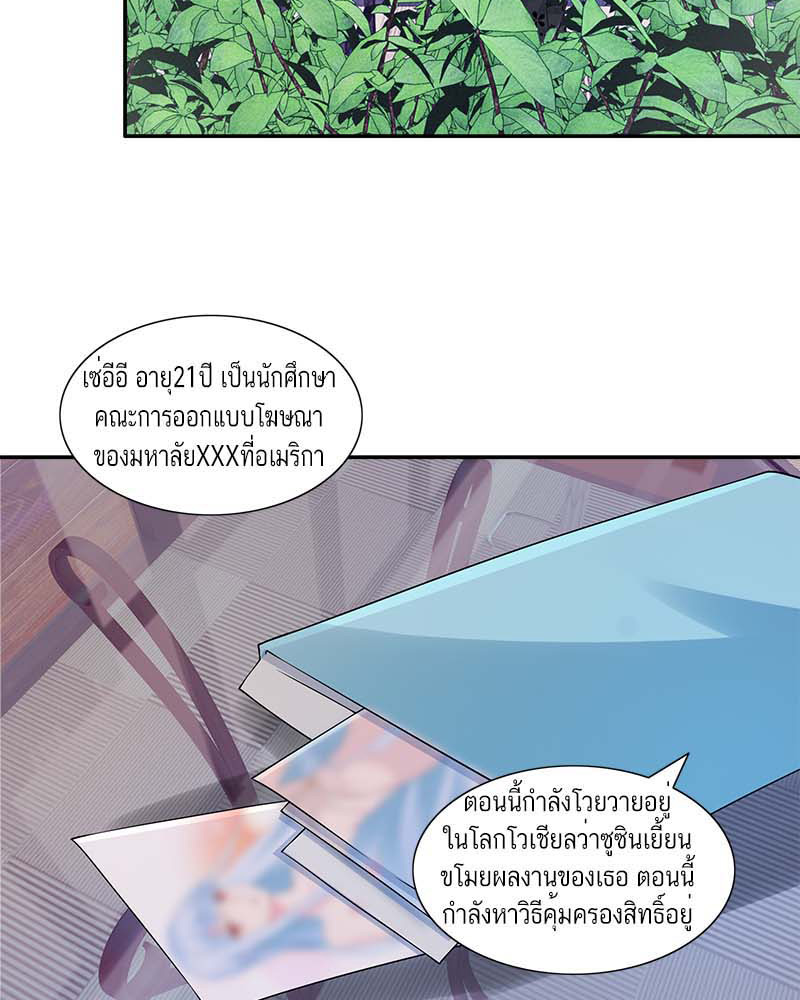 เซ่อีอี อายุ21ปี เป็นนักศึกษา
คณะการออกแบบโฆษณา
ของมหาลัยXXXที่อเมริกา
ตอนนี้กำลังโวยวายอยู่
ในโลกโวเชียลว่าซูซินเยี้ยน
ขโมยผลงานของเธอ ตอนนี้
กำลังหาวิธีคุ้มครองสิทธิ์อยู่